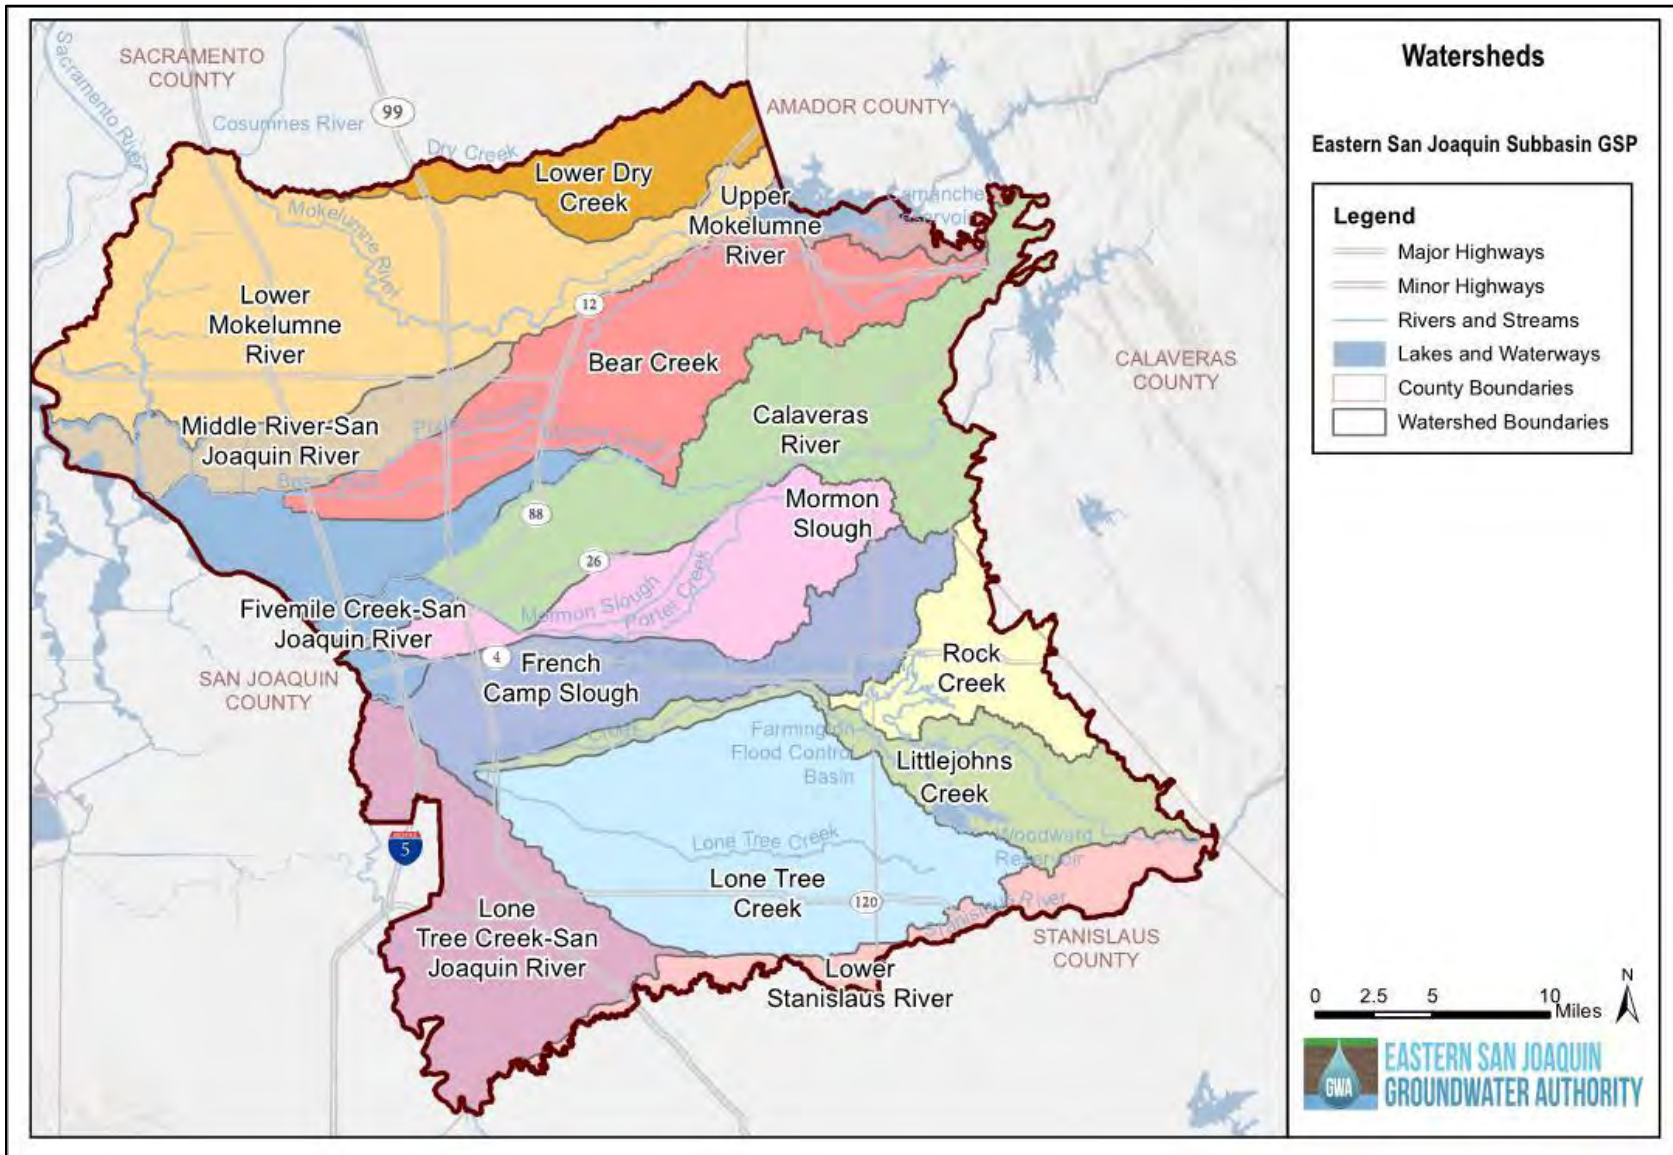 SACRAMENTO
COUNTY
Sacramento River
Cosumnes River
99
Dry Creek
AMADOR COUNTY
Lower Dry
Creek
Mokelumne River
Upper
Mokelumne
River
Camanche
Reservoir
Lower
Mokelumne
River
12
Bear Creek
CALAVERAS
COUNTY
Calaveras
River
Middle River-San
Joaquin River
88
Mormon
Slough
26
Mormon Slough
Porter Creek
Fivemile Creek-San
Joaquin River
4
French
Camp Slough
Rock
Creek
SAN JOAQUIN
COUNTY
Creek
Farmington
Flood Control
Basin
Littlejohns
Creek
5
Lone Tree Creek
Woodward
Reservoir
Lone Tree
Creek
120
Stanislaus River
Lone
Tree Creek-San
Joaquin River
STANISLAUS
COUNTY
Lower
Stanislaus River
Watersheds
Eastern San Joaquin Subbasin GSP
Legend
Major Highways
Minor Highways
Rivers and Streams
Lakes and Waterways
County Boundaries
Watershed Boundaries
N
0 2.5 5 10 Miles
GWA
EASTERN SAN JOAQUIN
GROUNDWATER AUTHORITY